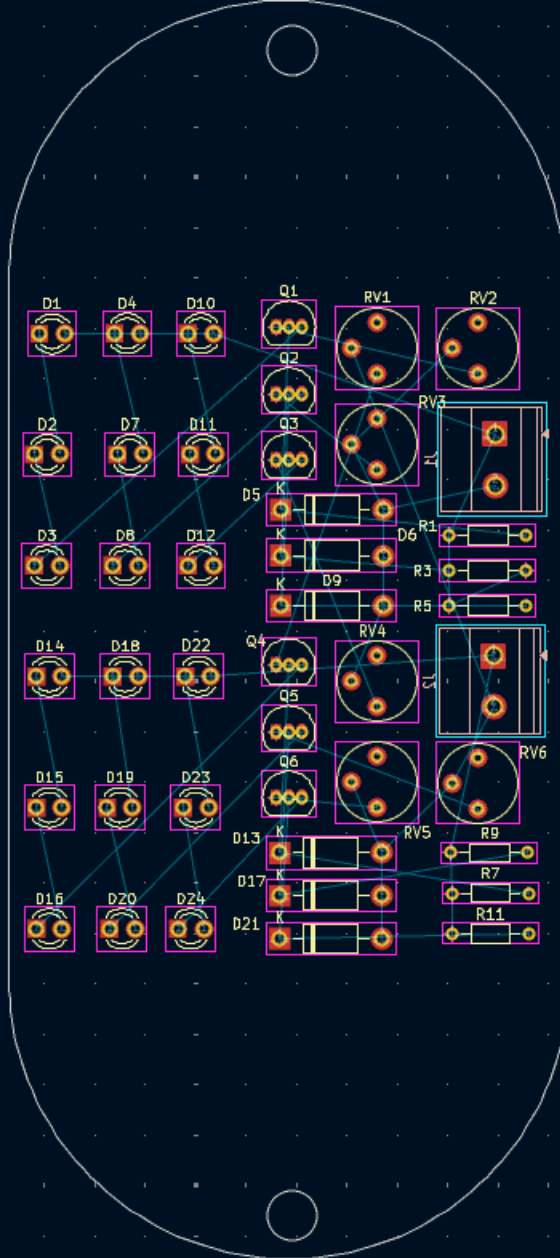 D1 D4 D10 Q1 RV1 RV2
Q2
RV3
D2 D7 D11 Q3
J1
K
D5
R1
D3 D8 D12 K D6
R3
K D9
R5
Q4 RV4
D14 D18 D22
J2
Q5
RV6
D15 D19 D23 Q6
K RV5 R9
D13
K R7
D17
D16 D20 D24 K R11
D21